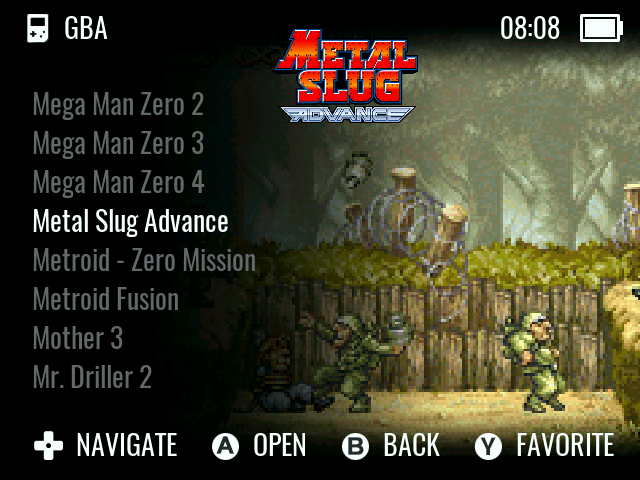 GBA
08:08
METAL
SLUG
ADVANCE
Mega Man Zero 2
Mega Man Zero 3
Mega Man Zero 4
Metal Slug Advance
Metroid - Zero Mission
Metroid Fusion
Mother 3
Mr. Driller 2
NAVIGATE A OPEN B BACK Y FAVORITE